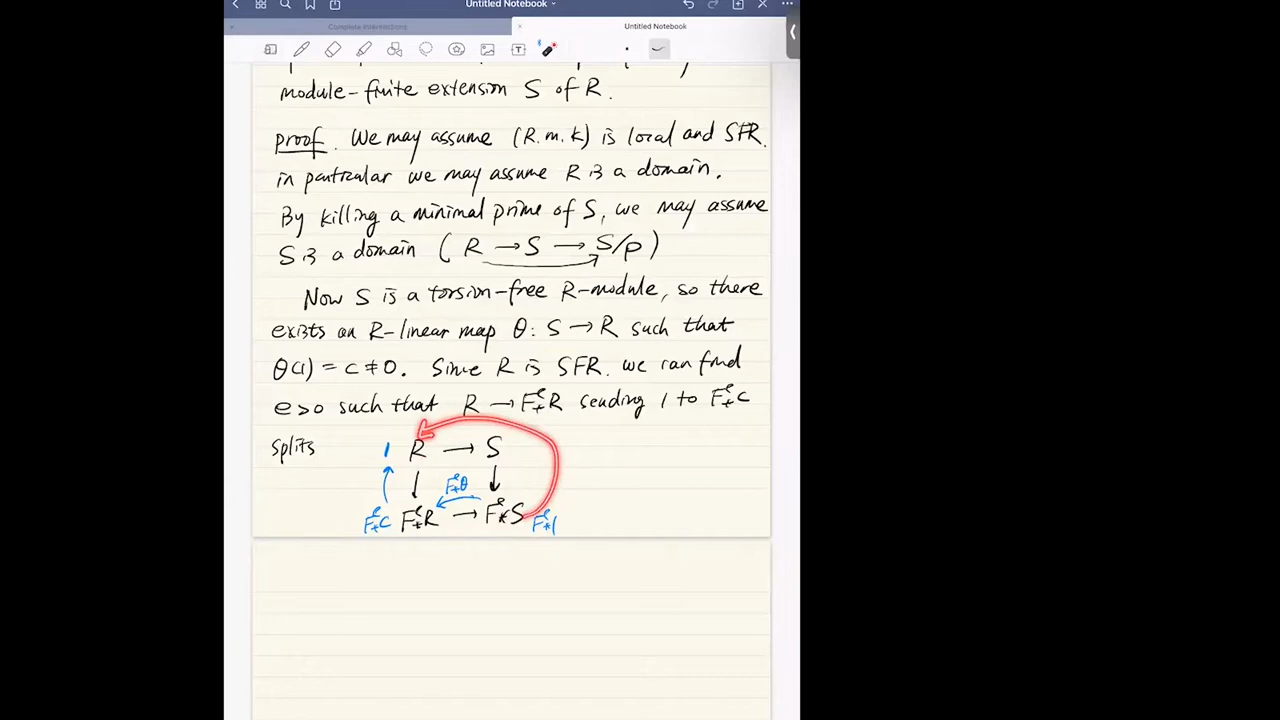 Untitled Notebook
Complete Intersections
Untitled Notebook
module-finite extension S of R.
proof. We may assume (R.m.k) is local and SFR.
in particular we may assume R is a domain.
By killing a minimal prime of S, we may assume
S is a domain ( R → S → S/p )
Now S is a torsion-free R-module, so there
exists an R-linear map θ: S → R such that
θ(1) = c ≠ 0. Since R is SFR. we can find
e>0 such that R → F^e_*R sending 1 to F^e_*c
splits 1 R → S
F^e_*θ
F^e_*c F^e_*R → F^e_*S F^e_*1